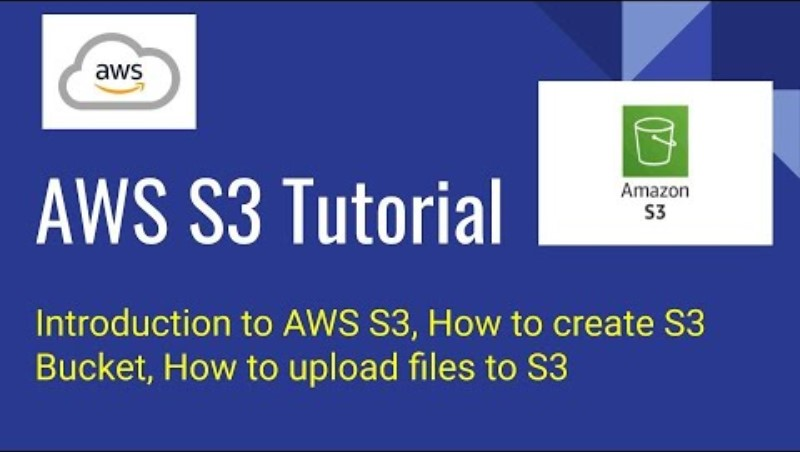 aws
AWS S3 Tutorial
Amazon
S3
Introduction to AWS S3, How to create S3
Bucket, How to upload files to S3